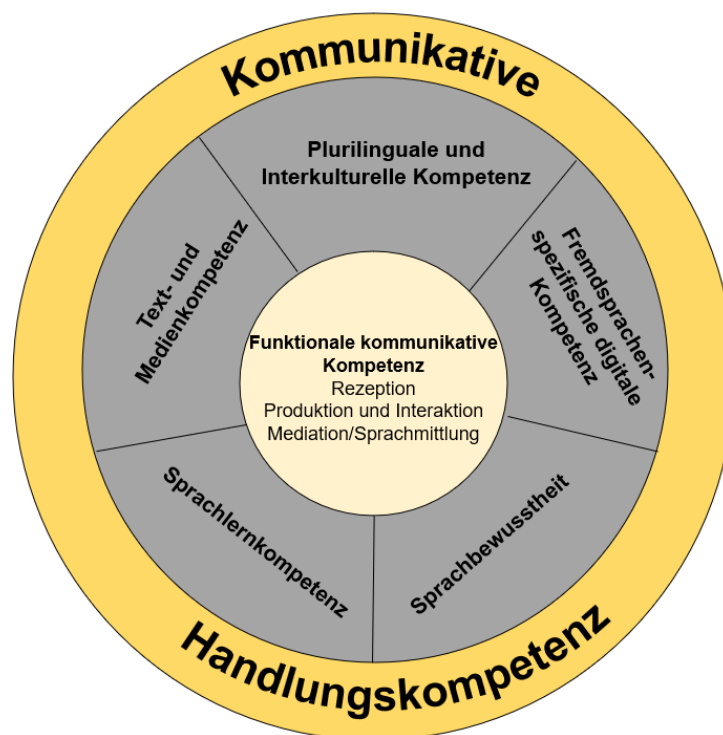 Kommunikative
Plurilinguale und
Interkulturelle Kompetenz
Text- und
Medienkompetenz
Fremdsprachen-
spezifische digitale
Kompetenz
Funktionale kommunikative
Kompetenz
Rezeption
Produktion und Interaktion
Mediation/Sprachmittlung
Sprachlernkompetenz
Sprachbewusstheit
Handlungskompetenz